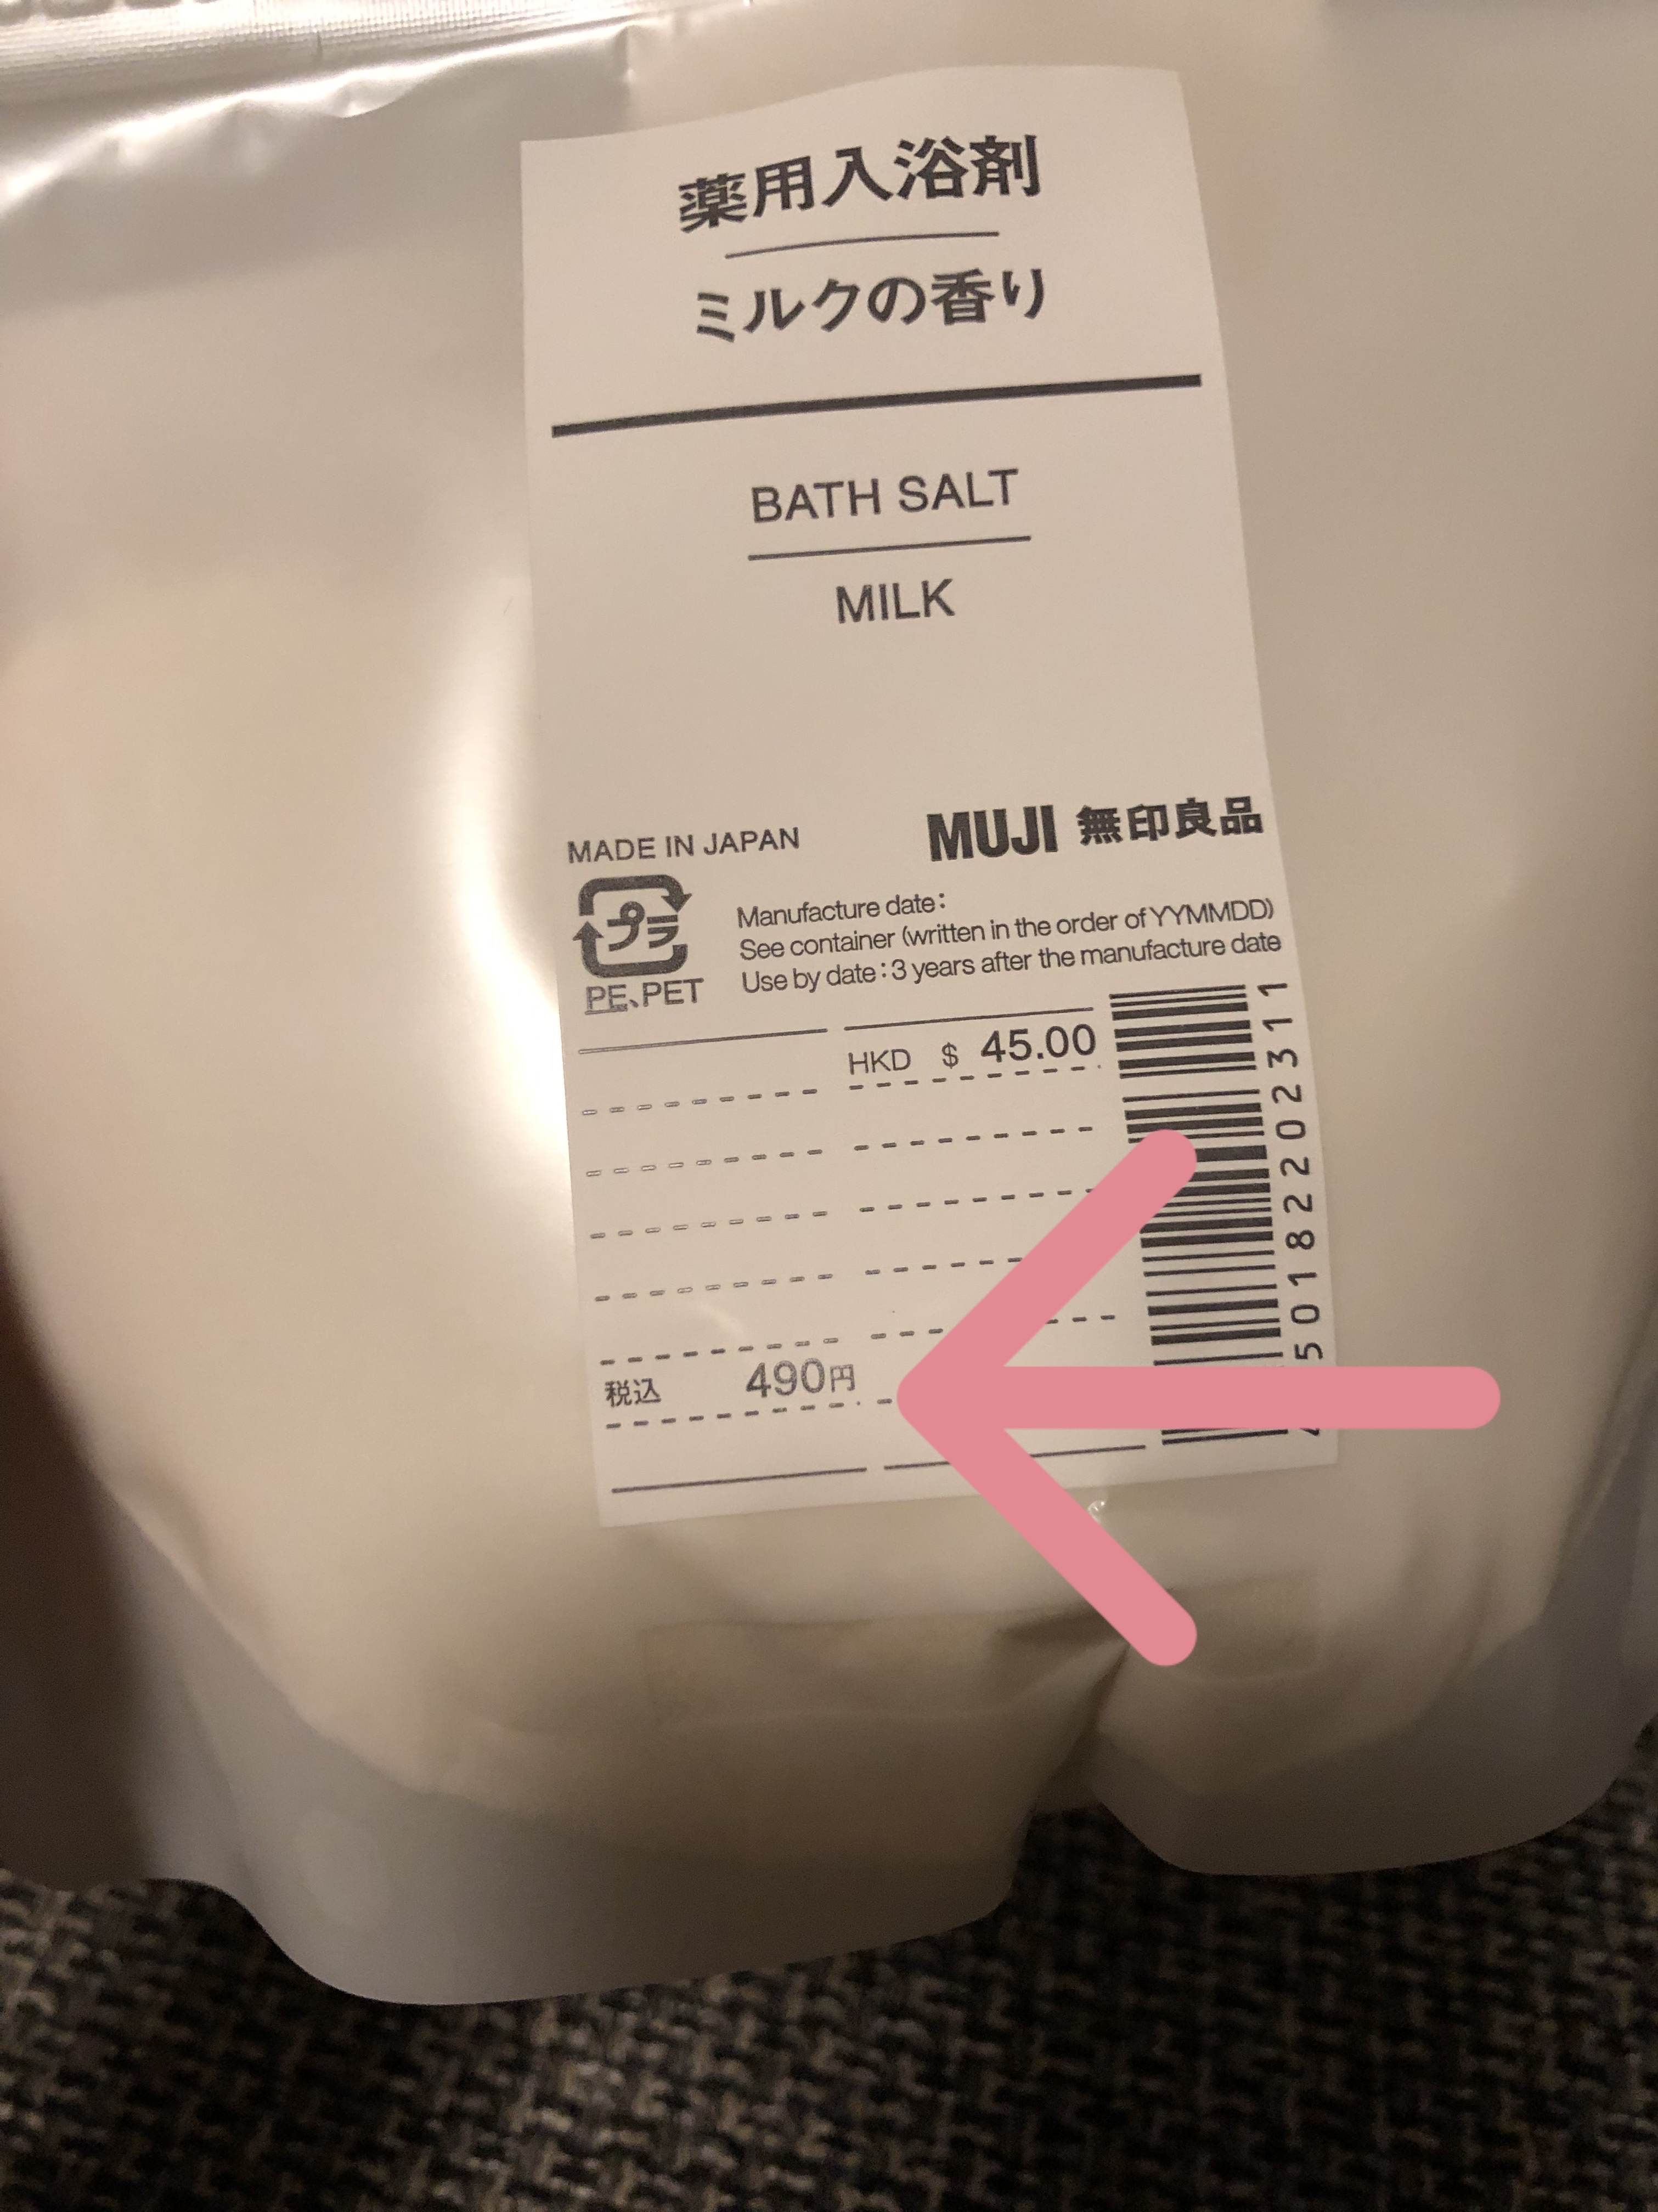 薬用入浴剤
ミルクの香り
BATH SALT
MILK
MADE IN JAPAN
MUJI 無印良品
プラ
PE、PET
Manufacture date:
See container (written in the order of YYMMDD)
Use by date:3 years after the manufacture date
HKD $ 45.00
税込 490円
501822202311